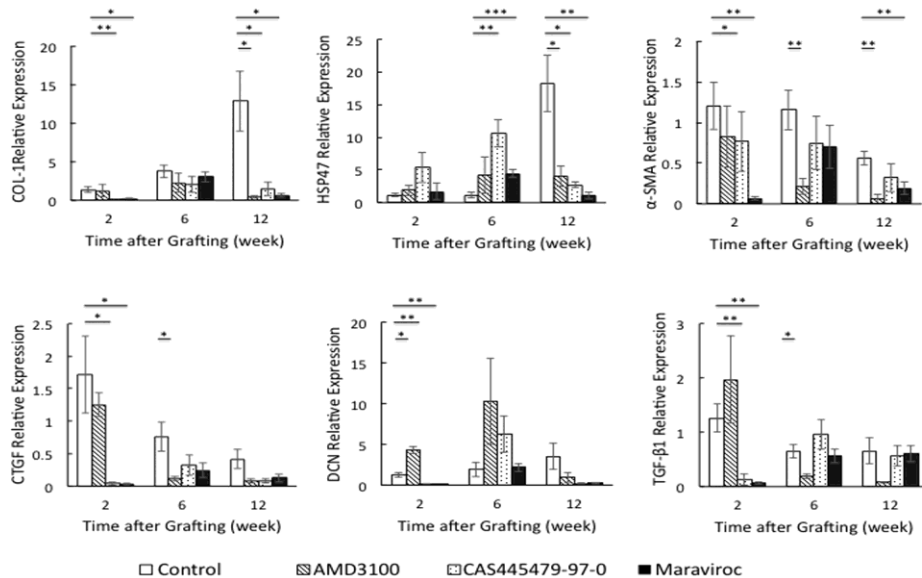 * ** *
** * *
*
COL-1Relative Expression
20
15
10
5
0
2 6 12
Time after Grafting (week)
*** **
** *
*
HSP47 Relative Expression
25
20
15
10
5
0
2 6 12
Time after Grafting (week)
** **
* ** **
α-SMA Relative Expression
2
1.5
1
0.5
0
2 6 12
Time after Grafting (week)
*
* *
CTGF Relative Expression
2.5
2
1.5
1
0.5
0
2 6 12
Time after Grafting (week)
**
**
*
DCN Relative Expression
20
15
10
5
0
2 6 12
Time after Grafting (week)
**
** *
TGF-β1 Relative Expression
3
2
1
0
2 6 12
Time after Grafting (week)
Control AMD3100 CAS445479-97-0 Maraviroc